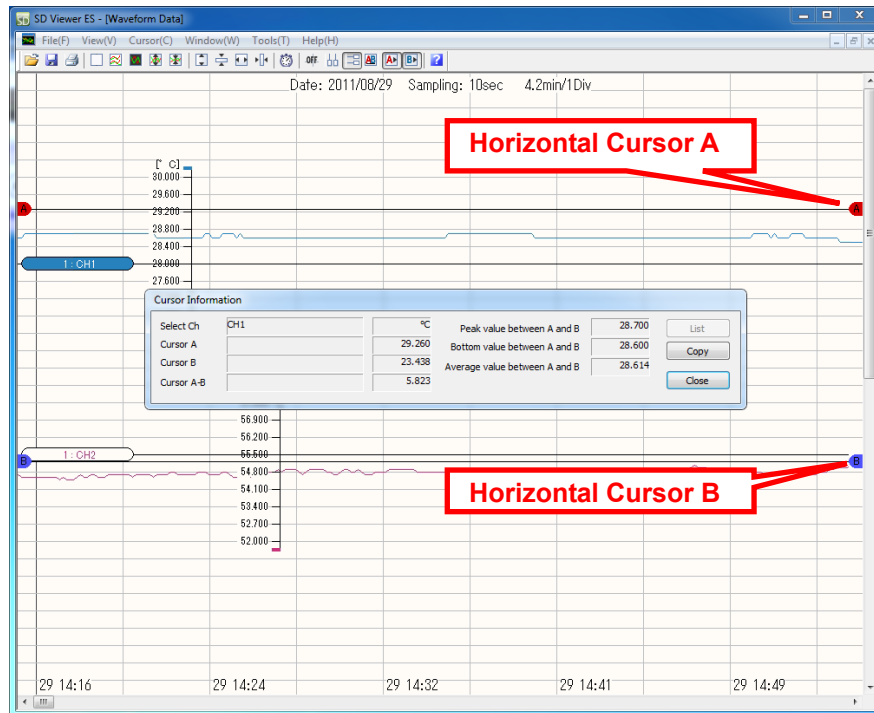 SD Viewer ES - [Waveform Data]
File(F) View(V) Cursor(C) Window(W) Tools(T) Help(H)
OFF AB A B
Date: 2011/08/29 Sampling: 10sec 4.2min/1Div
Horizontal Cursor A
[° C]
30.000
29.600
A 29.200 A
28.800
28.400
1 : CH1 28.000
27.600
Cursor Information
Select Ch CH1 °C Peak value between A and B 28.700 List
Cursor A 29.260 Bottom value between A and B 28.600 Copy
Cursor B 23.438 Average value between A and B 28.614
Cursor A-B 5.823 Close
56.900
56.200
1 : CH2 55.500
B B
54.800
54.100
Horizontal Cursor B
53.400
52.700
52.000
29 14:16 29 14:24 29 14:32 29 14:41 29 14:49